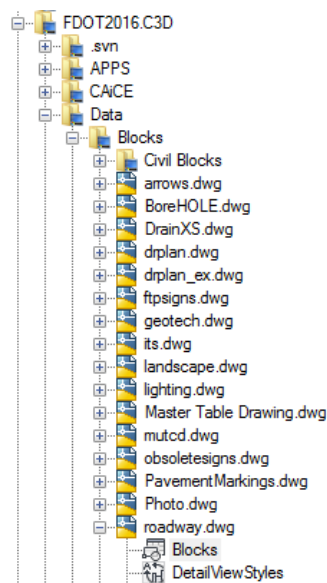 FDOT2016.C3D
.svn
APPS
CAiCE
Data
Blocks
Civil Blocks
arrows.dwg
BoreHOLE.dwg
DrainXS.dwg
drplan.dwg
drplan_ex.dwg
ftpsigns.dwg
geotech.dwg
its.dwg
landscape.dwg
lighting.dwg
Master Table Drawing.dwg
mutcd.dwg
obsoletesigns.dwg
PavementMarkings.dwg
Photo.dwg
roadway.dwg
Blocks
DetailViewStyles